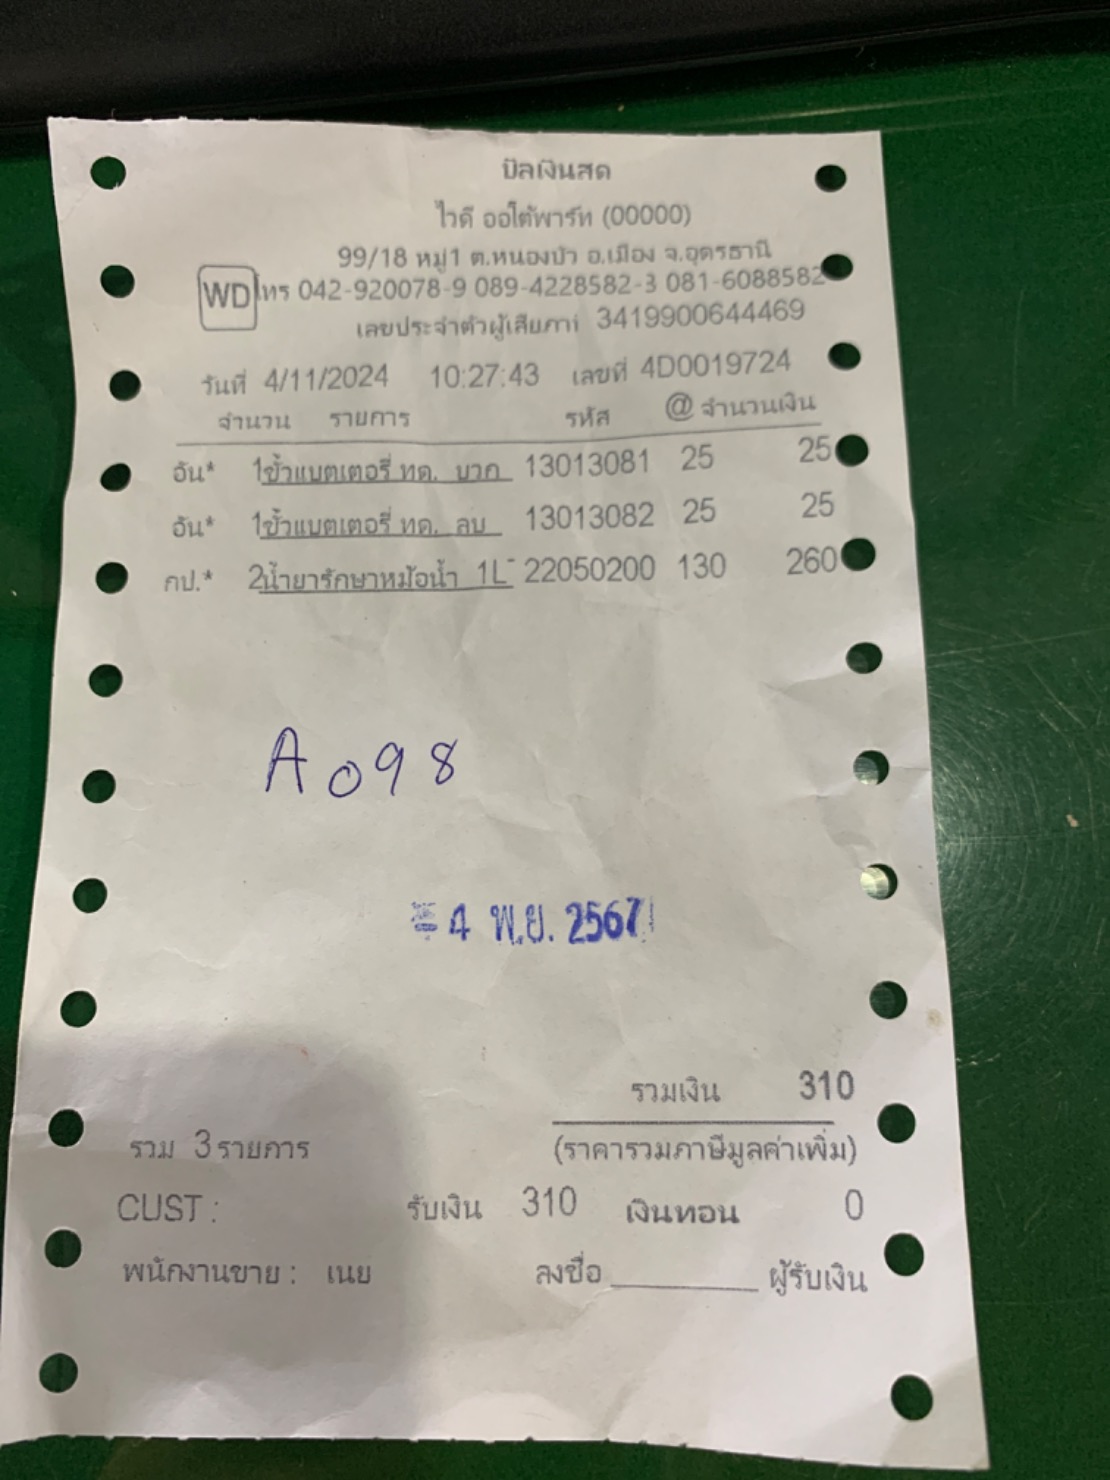 บิลเงินสด
ไวดี ออโต้พาร์ท (00000)
99/18 หมู่1 ต.หนองบัว อ.เมือง จ.อุดรธานี
WD โทร 042-920078-9 089-4228582-3 081-6088582
เลขประจำตัวผู้เสียภาษี 3419900644469
วันที่ 4/11/2024 10:27:43 เลขที่ 4D0019724
จำนวน รายการ รหัส @ จำนวนเงิน
อัน* 1ขั้วแบตเตอรี่ ทด. บวก 13013081 25 25
อัน* 1ขั้วแบตเตอรี่ ทด. ลบ 13013082 25 25
กป.* 2น้ำยารักษาหม้อน้ำ 1L 22050200 130 260
A098
- 4 พ.ย. 2567
รวมเงิน 310
รวม 3 รายการ (ราคารวมภาษีมูลค่าเพิ่ม)
CUST : รับเงิน 310 เงินทอน 0
พนักงานขาย : เนย ลงชื่อ ผู้รับเงิน